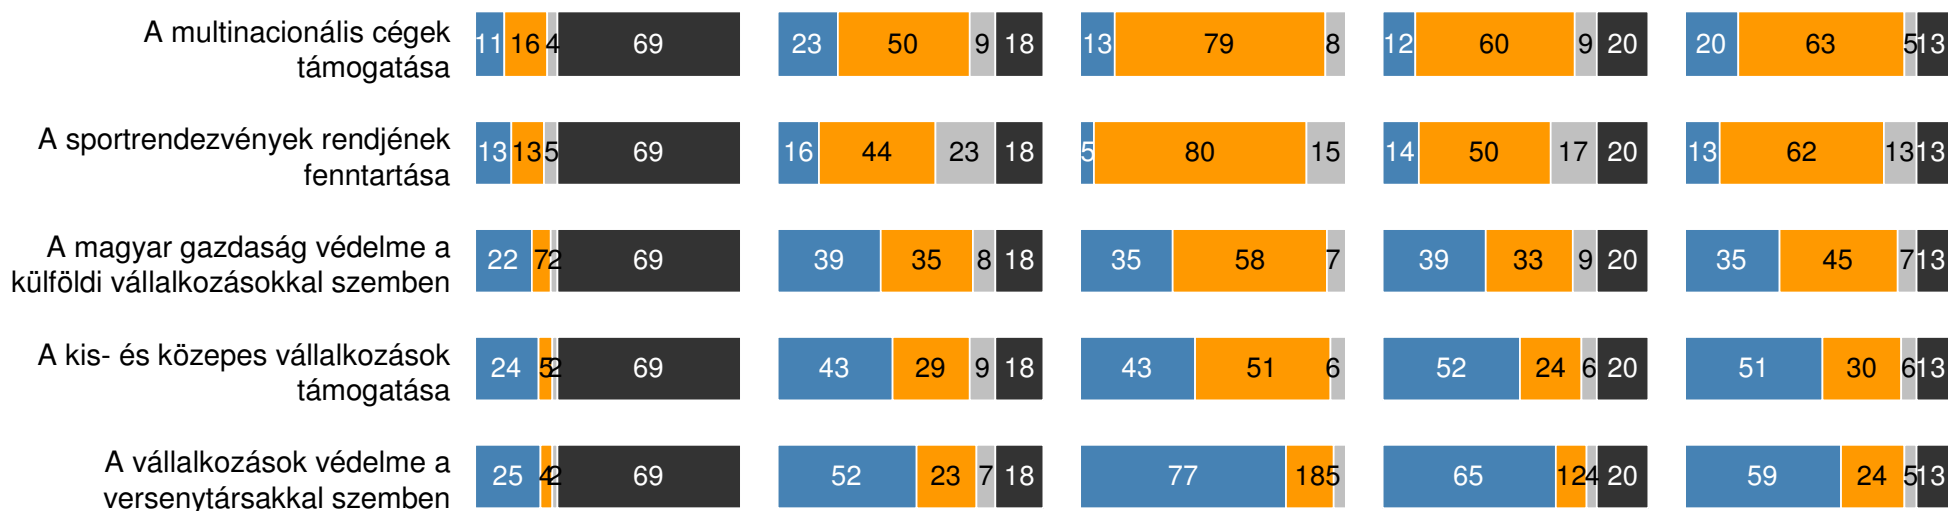 A multinacionális cégek
támogatása
11 16 4 69 23 50 9 18 13 79 8 12 60 9 20 20 63 5 13
A sportrendezvények rendjének
fenntartása
13 13 5 69 16 44 23 18 5 80 15 14 50 17 20 13 62 13 13
A magyar gazdaság védelme a
külföldi vállalkozásokkal szemben
22 7 2 69 39 35 8 18 35 58 7 39 33 9 20 35 45 7 13
A kis- és közepes vállalkozások
támogatása
24 5 2 69 43 29 9 18 43 51 6 52 24 6 20 51 30 6 13
A vállalkozások védelme a
versenytársakkal szemben
25 4 2 69 52 23 7 18 77 18 5 65 12 4 20 59 24 5 13